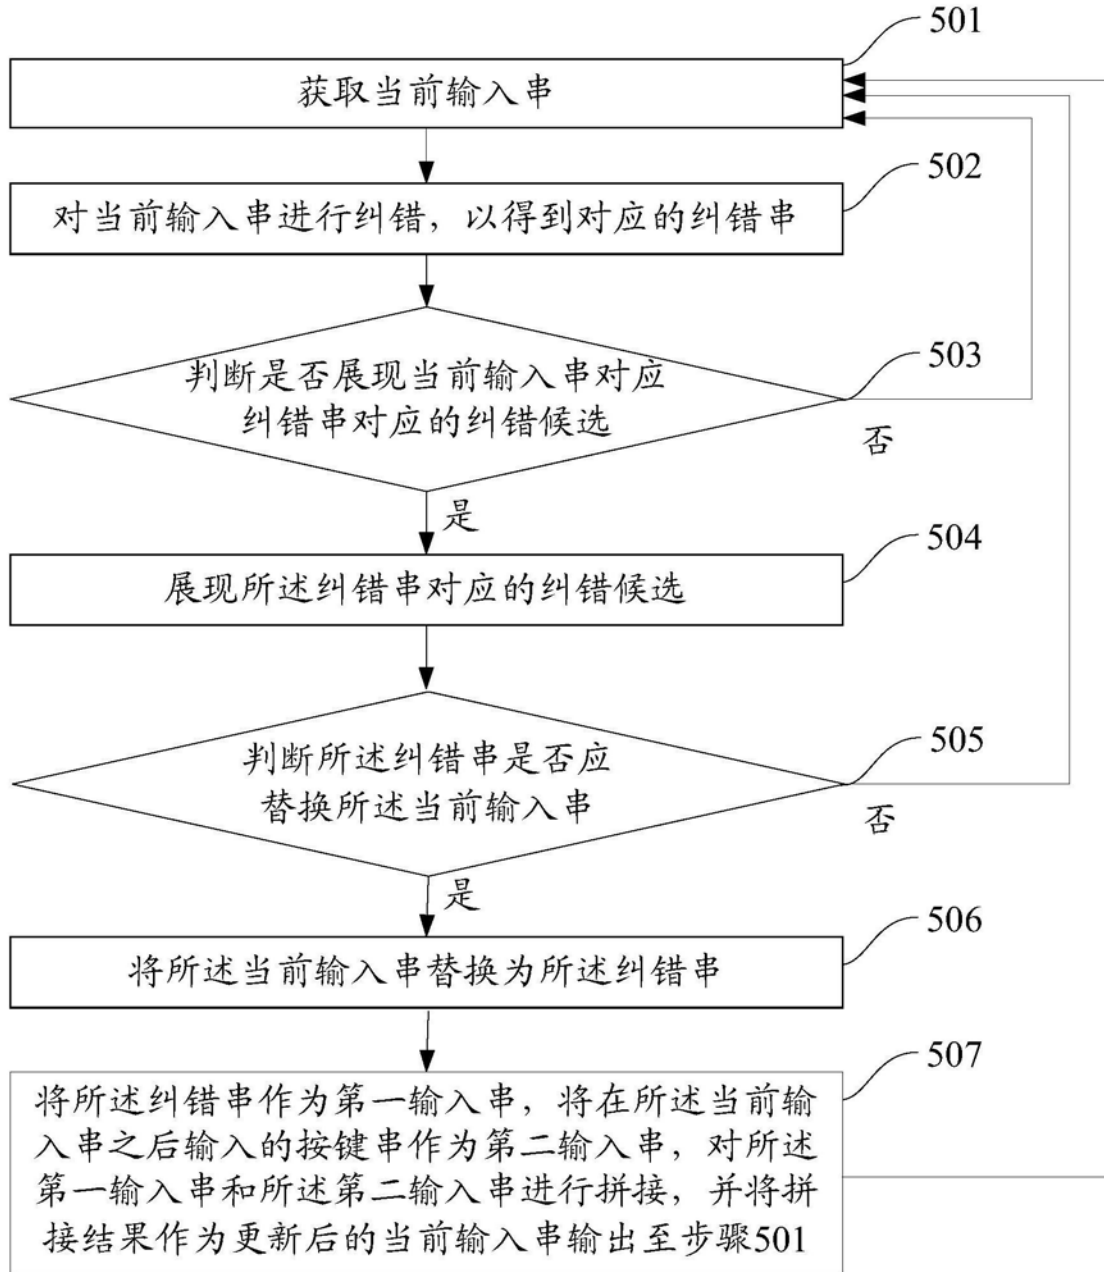 501
获取当前输入串
502
对当前输入串进行纠错，以得到对应的纠错串
503
判断是否展现当前输入串对应
纠错串对应的纠错候选
否
是
504
展现所述纠错串对应的纠错候选
505
判断所述纠错串是否应
替换所述当前输入串
否
是
506
将所述当前输入串替换为所述纠错串
507
将所述纠错串作为第一输入串，将在所述当前输
入串之后输入的按键串作为第二输入串，对所述
第一输入串和所述第二输入串进行拼接，并将拼
接结果作为更新后的当前输入串输出至步骤501